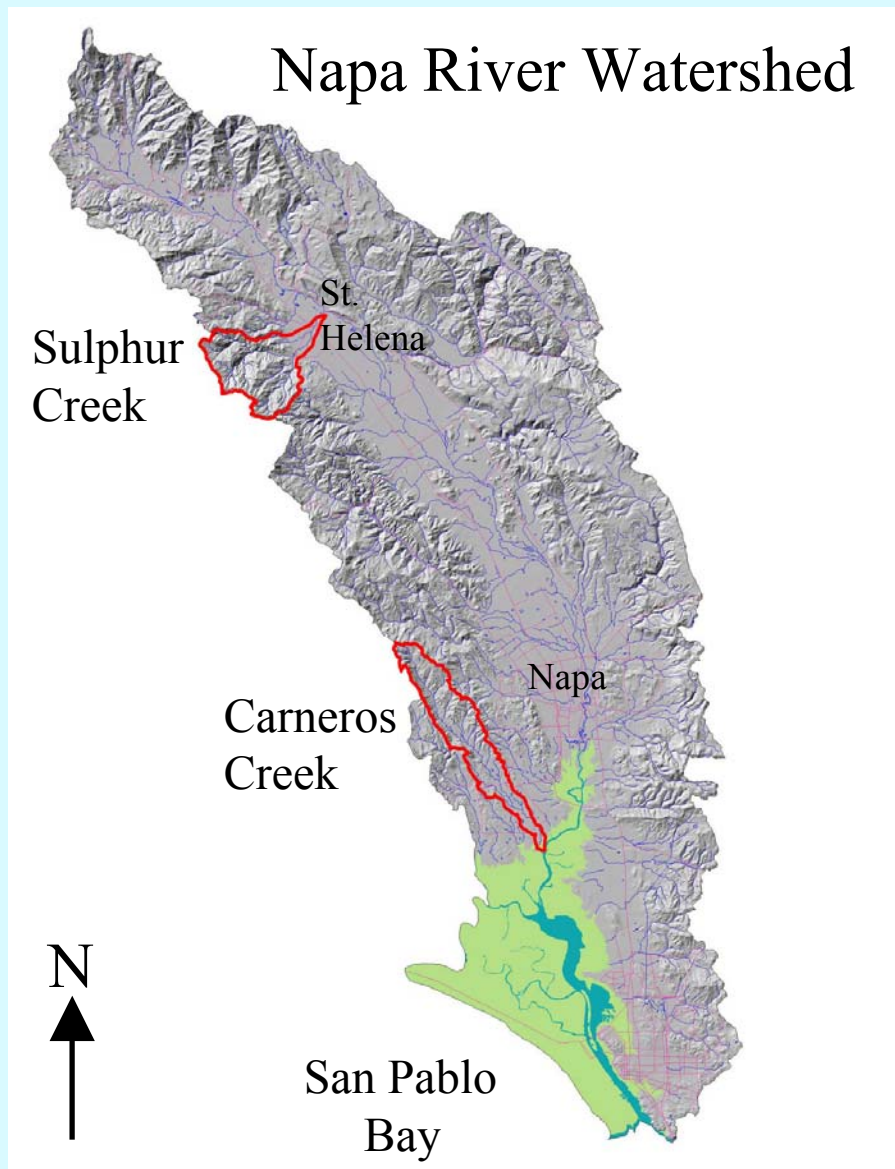 Napa River Watershed
St.
Helena
Sulphur
Creek
Napa
Carneros
Creek
N
San Pablo
Bay